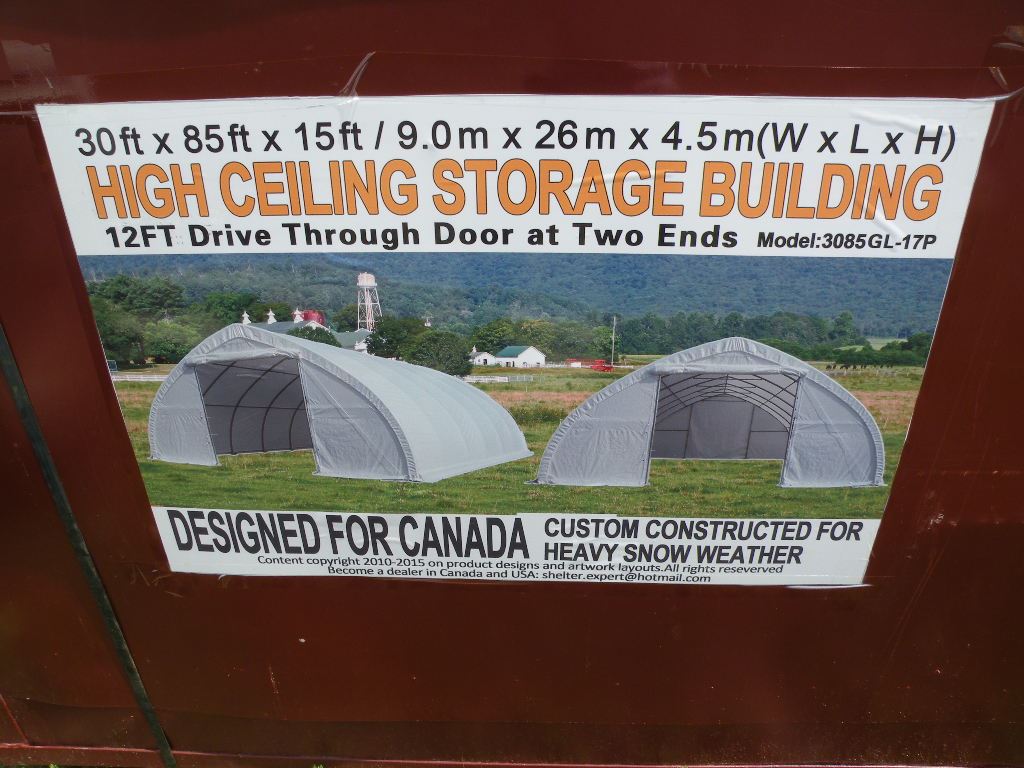 30ft x 85ft x 15ft / 9.0m x 26m x 4.5m(W x L x H)
HIGH CEILING STORAGE BUILDING
12FT Drive Through Door at Two Ends Model:3085GL-17P
DESIGNED FOR CANADA
CUSTOM CONSTRUCTED FOR
HEAVY SNOW WEATHER
Content copyright 2010-2015 on product designs and artwork layouts.All rights resevered
Become a dealer in Canada and USA: shelter.expert@hotmail.com